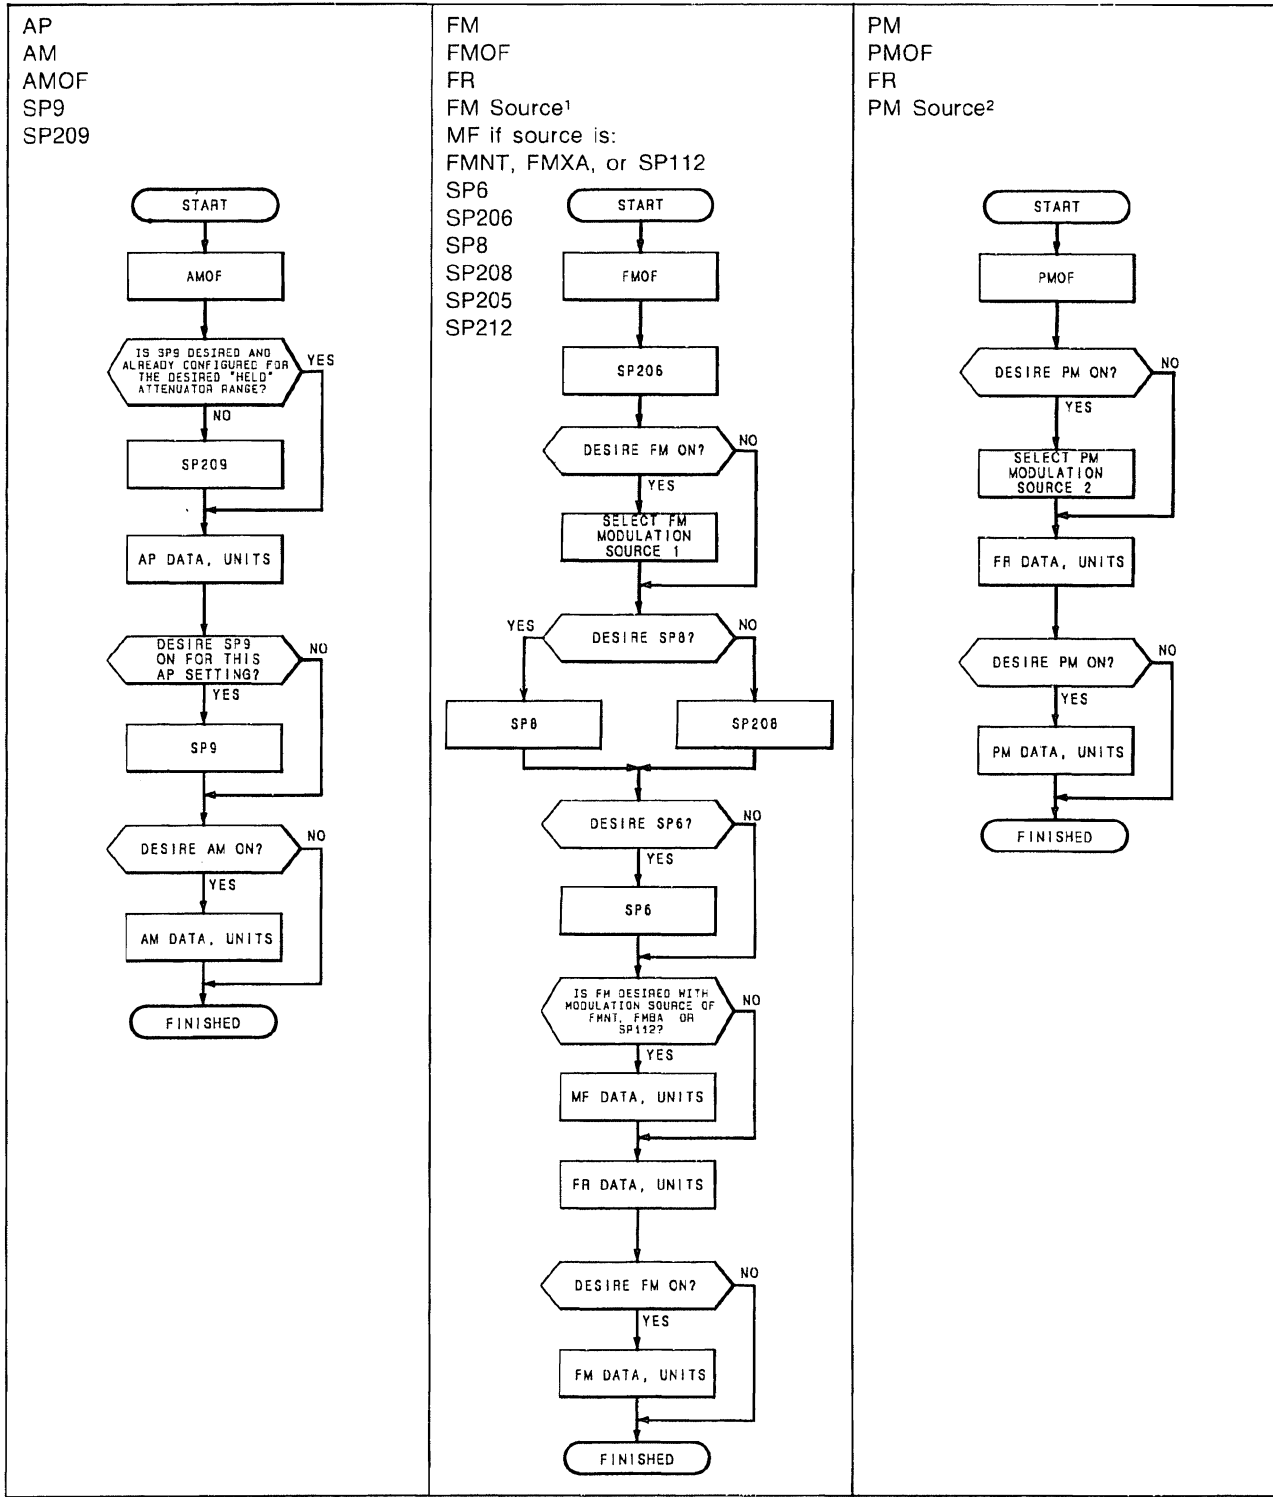 AP
AM
AMOF
SP9
SP209
START
AMOF
IS SP9 DESIRED AND
ALREADY CONFIGURED FOR
THE DESIRED "HELD"
ATTENUATOR RANGE?
YES
NO
SP209
AP DATA, UNITS
DESIRE SP9
ON FOR THIS
AP SETTING?
NO
YES
SP9
DESIRE AM ON?
NO
YES
AM DATA, UNITS
FINISHED
FM
FMOF
FR
FM Source¹
MF if source is:
FMNT, FMXA, or SP112
SP6
SP206
SP8
SP208
SP205
SP212
START
FMOF
SP206
DESIRE FM ON?
NO
YES
SELECT FM
MODULATION
SOURCE 1
YES
DESIRE SP8?
NO
SP8
SP208
DESIRE SP6?
NO
YES
SP6
IS FM DESIRED WITH
MODULATION SOURCE OF
FMNT, FMBA OR
SP112?
NO
YES
MF DATA, UNITS
FR DATA, UNITS
DESIRE FM ON?
NO
YES
FM DATA, UNITS
FINISHED
PM
PMOF
FR
PM Source²
START
PMOF
DESIRE PM ON?
NO
YES
SELECT PM
MODULATION
SOURCE 2
FR DATA, UNITS
DESIRE PM ON?
NO
YES
PM DATA, UNITS
FINISHED